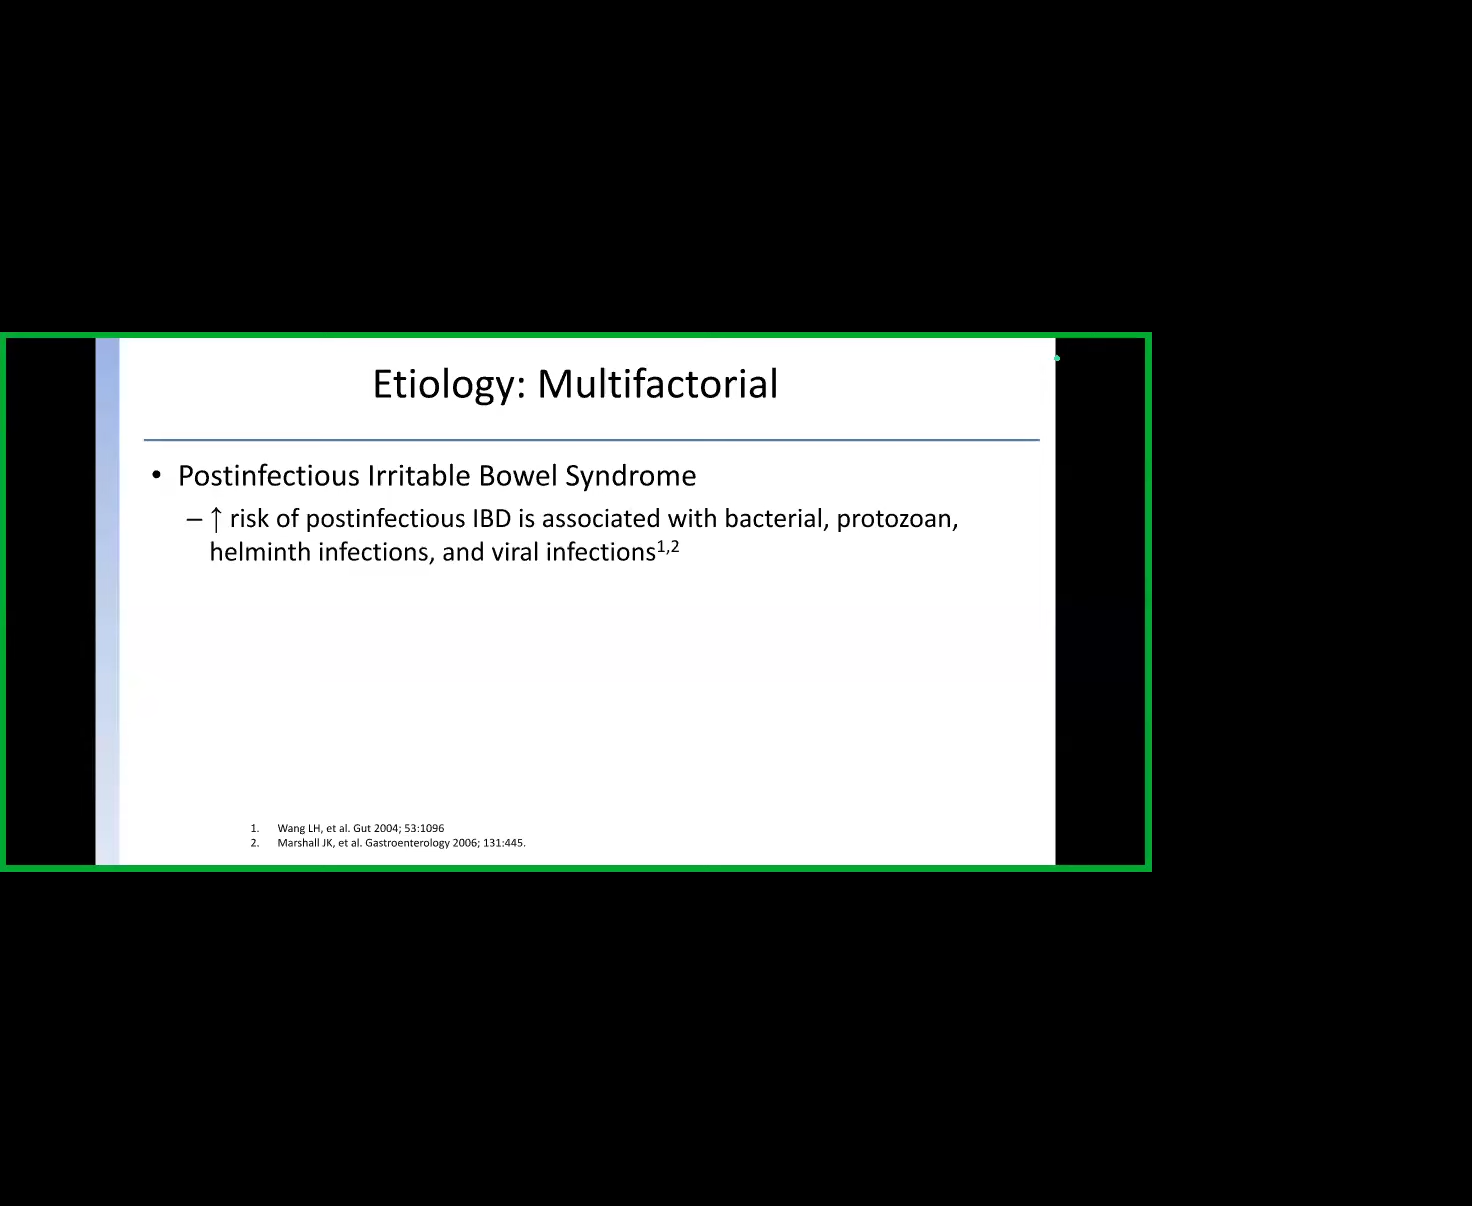 Etiology: Multifactorial
• Postinfectious Irritable Bowel Syndrome
– ↑ risk of postinfectious IBD is associated with bacterial, protozoan,
helminth infections, and viral infections1,2
1. Wang LH, et al. Gut 2004; 53:1096
2. Marshall JK, et al. Gastroenterology 2006; 131:445.